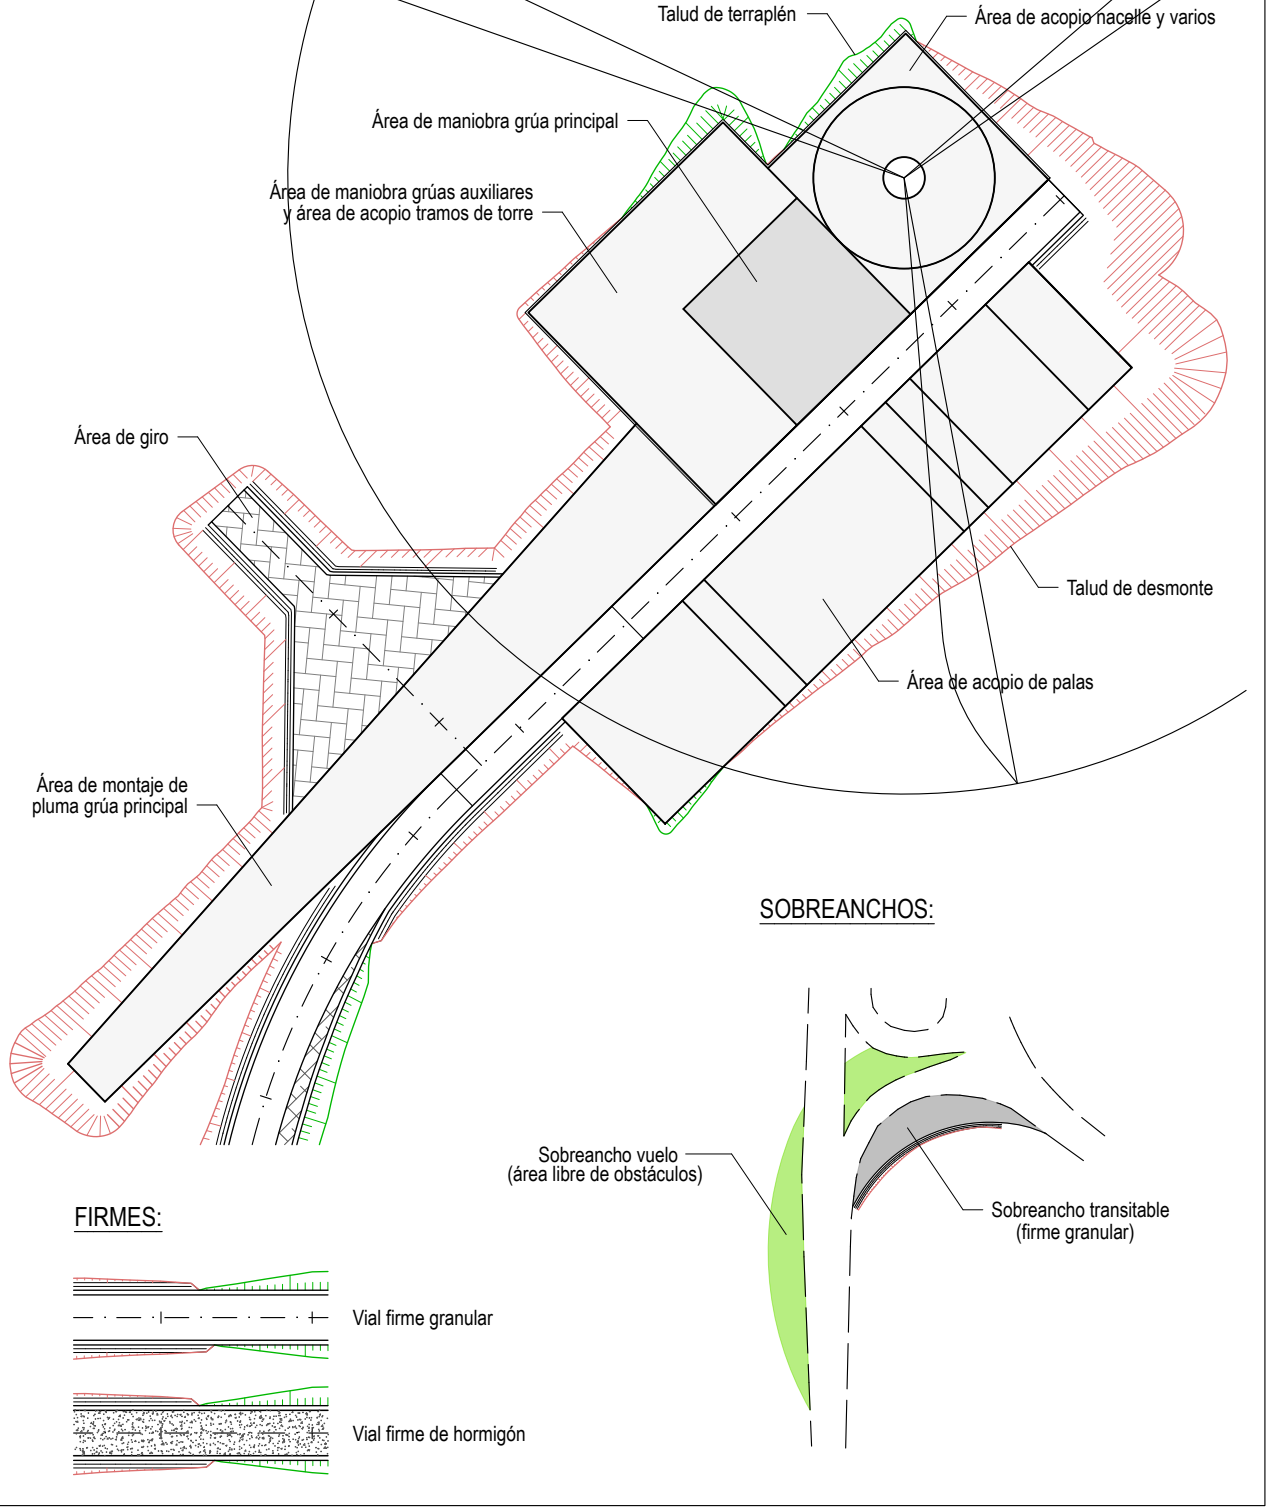 Talud de terraplén
Área de acopio nacelle y varios
Área de maniobra grúa principal
Área de maniobra grúas auxiliares
y área de acopio tramos de torre
Área de giro
Talud de desmonte
Área de acopio de palas
Área de montaje de
pluma grúa principal
SOBREANCHOS:
Sobreancho vuelo
(área libre de obstáculos)
Sobreancho transitable
(firme granular)
FIRMES:
Vial firme granular
Vial firme de hormigón